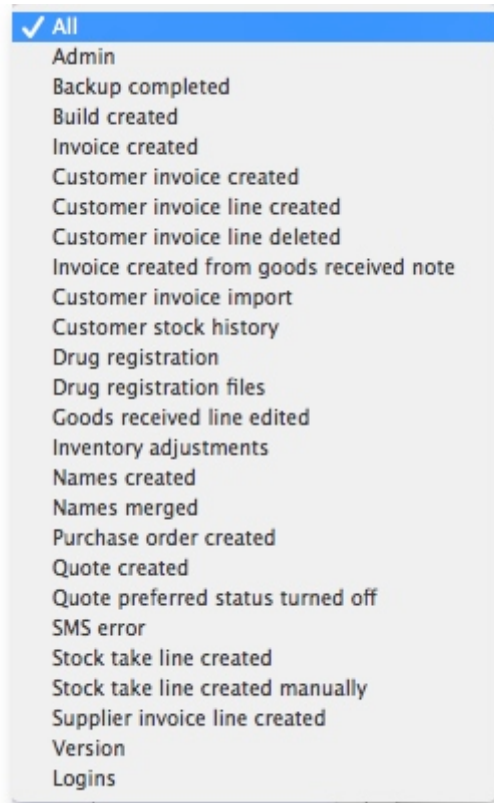 All
Admin
Backup completed
Build created
Invoice created
Customer invoice created
Customer invoice line created
Customer invoice line deleted
Invoice created from goods received note
Customer invoice import
Customer stock history
Drug registration
Drug registration files
Goods received line edited
Inventory adjustments
Names created
Names merged
Purchase order created
Quote created
Quote preferred status turned off
SMS error
Stock take line created
Stock take line created manually
Supplier invoice line created
Version
Logins